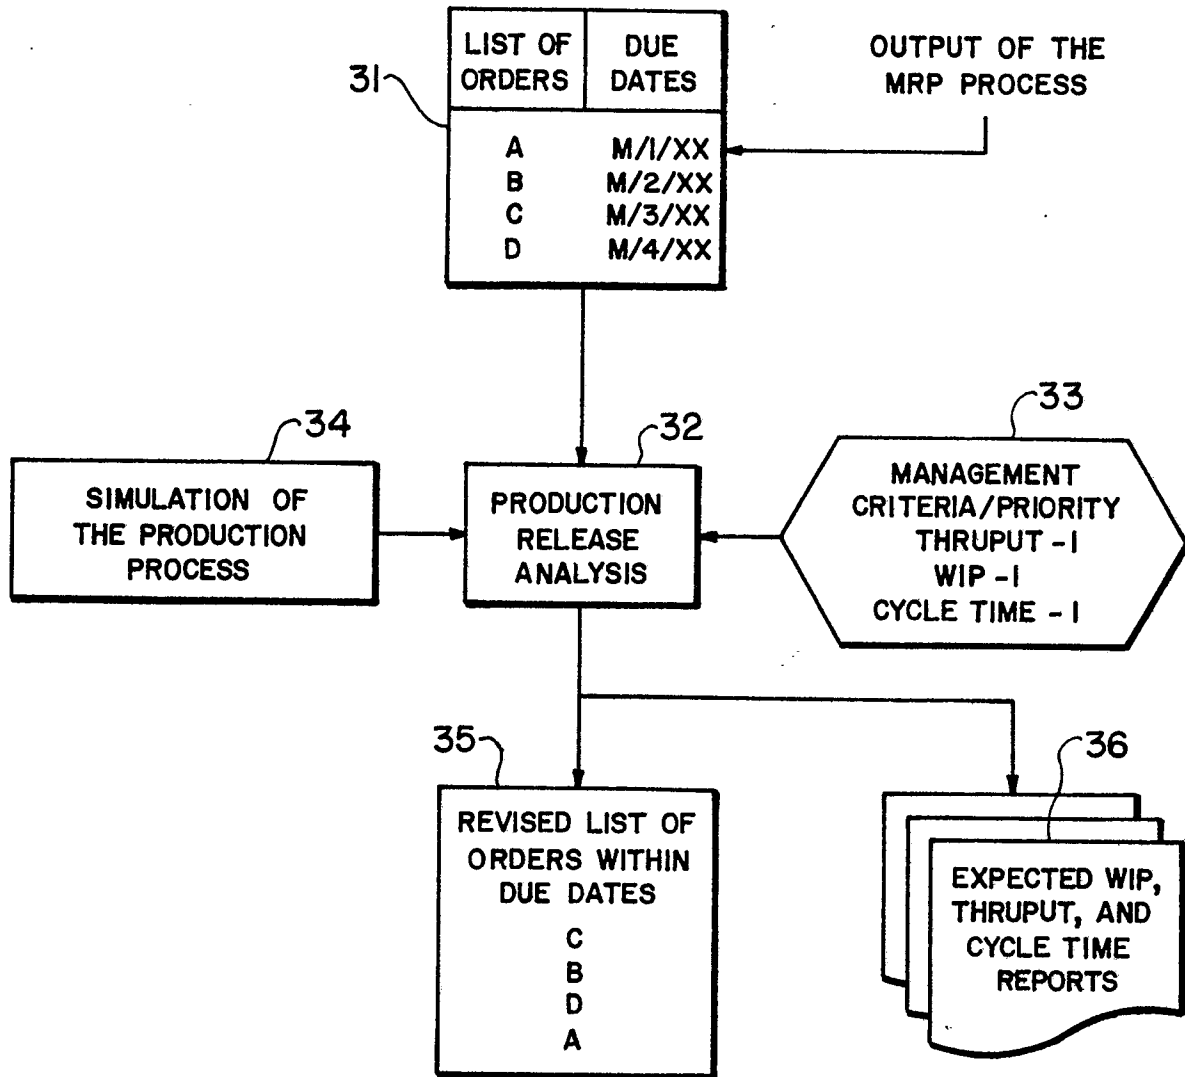 LIST OF ORDERS
DUE DATES
31
OUTPUT OF THE
MRP PROCESS
A M/1/XX
B M/2/XX
C M/3/XX
D M/4/XX
34
SIMULATION OF
THE PRODUCTION
PROCESS
32
PRODUCTION
RELEASE
ANALYSIS
33
MANAGEMENT
CRITERIA/PRIORITY
THRUPUT -1
WIP -1
CYCLE TIME -1
35
REVISED LIST OF
ORDERS WITHIN
DUE DATES
C
B
D
A
36
EXPECTED WIP,
THRUPUT, AND
CYCLE TIME
REPORTS